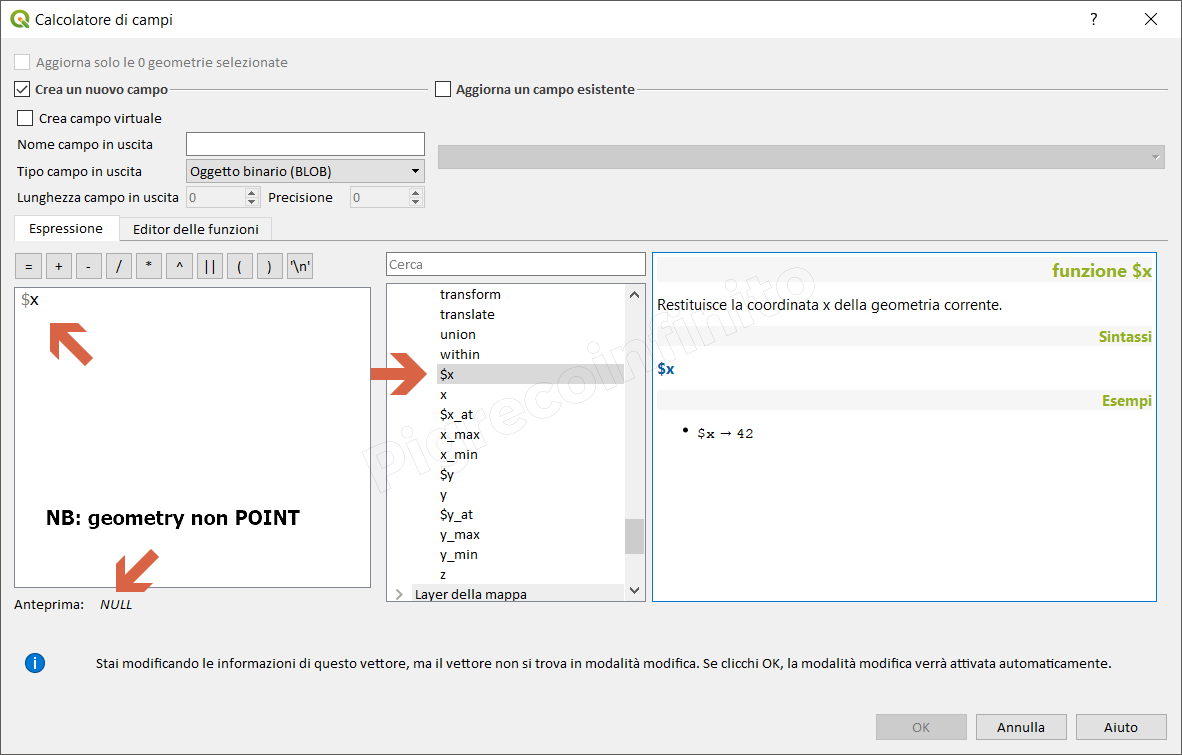 Calcolatore di campi
?
Aggiorna solo le 0 geometrie selezionate
Crea un nuovo campo
Aggiorna un campo esistente
Crea campo virtuale
Nome campo in uscita
Tipo campo in uscita
Oggetto binario (BLOB)
Lunghezza campo in uscita
0
Precisione
0
Espressione
Editor delle funzioni
= + - / * ^ || ( ) '\n'
$x
NB: geometry non POINT
Anteprima: NULL
Cerca
transform
translate
union
within
$x
x
$x_at
x_max
x_min
$y
y
$y_at
y_max
y_min
z
Layer della mappa
funzione $x
Restituisce la coordinata x della geometria corrente.
Sintassi
$x
Esempi
• $x → 42
Pigrecoinfinito
Stai modificando le informazioni di questo vettore, ma il vettore non si trova in modalità modifica. Se clicchi OK, la modalità modifica verrà attivata automaticamente.
OK
Annulla
Aiuto